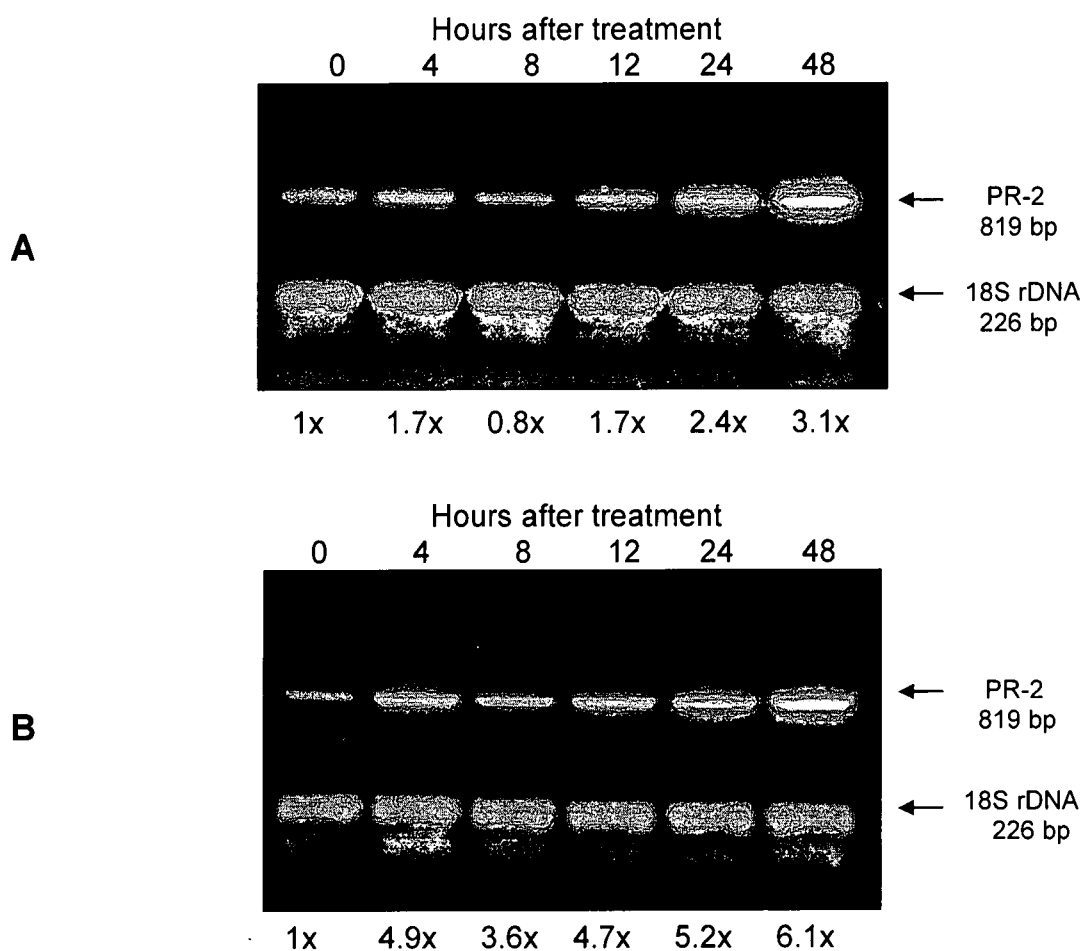 Hours after treatment
0 4 8 12 24 48
A
PR-2
819 bp
18S rDNA
226 bp
1x 1.7x 0.8x 1.7x 2.4x 3.1x
Hours after treatment
0 4 8 12 24 48
B
PR-2
819 bp
18S rDNA
226 bp
1x 4.9x 3.6x 4.7x 5.2x 6.1x